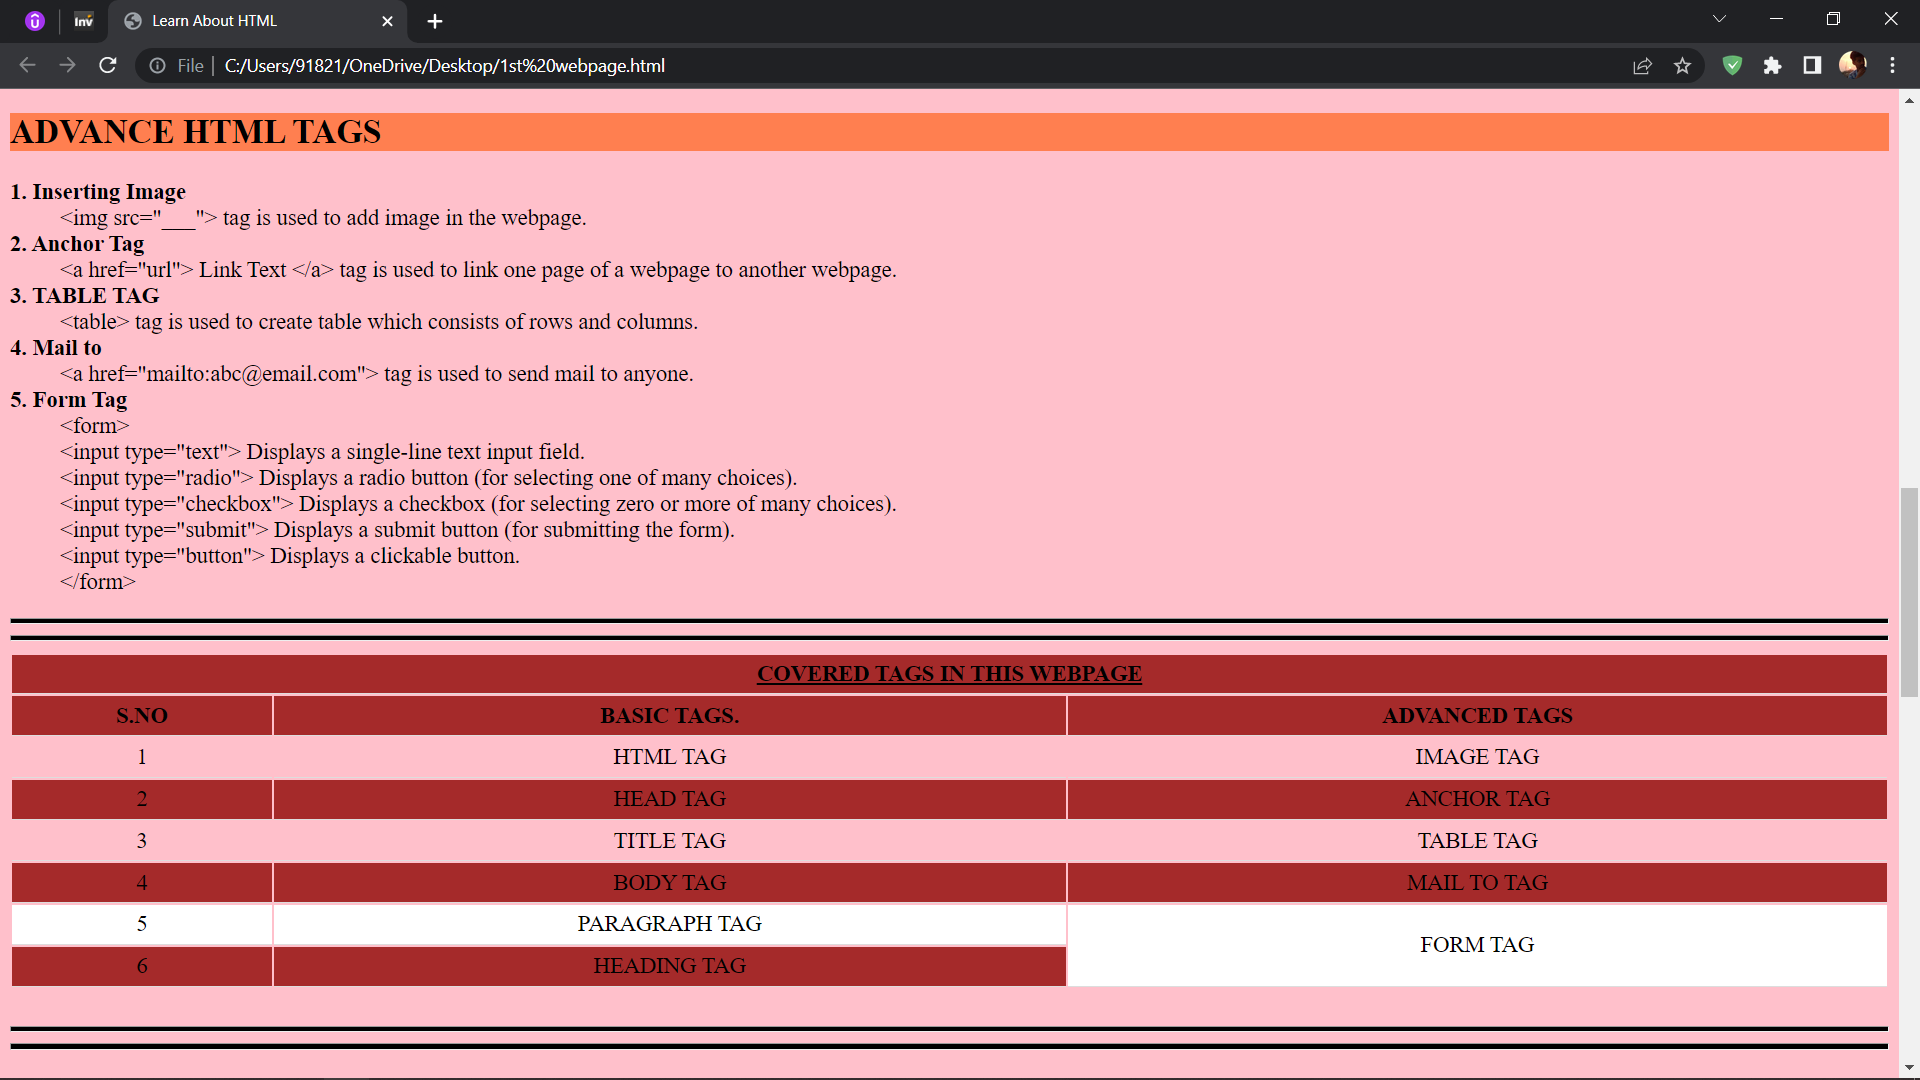 Inv
Learn About HTML
File
C:/Users/91821/OneDrive/Desktop/1st%20webpage.html
ADVANCE HTML TAGS
1. Inserting Image
<img src="___"> tag is used to add image in the webpage.
2. Anchor Tag
<a href="url"> Link Text </a> tag is used to link one page of a webpage to another webpage.
3. TABLE TAG
<table> tag is used to create table which consists of rows and columns.
4. Mail to
<a href="mailto:abc@email.com"> tag is used to send mail to anyone.
5. Form Tag
<form>
<input type="text"> Displays a single-line text input field.
<input type="radio"> Displays a radio button (for selecting one of many choices).
<input type="checkbox"> Displays a checkbox (for selecting zero or more of many choices).
<input type="submit"> Displays a submit button (for submitting the form).
<input type="button"> Displays a clickable button.
</form>
COVERED TAGS IN THIS WEBPAGE
S.NO BASIC TAGS. ADVANCED TAGS
1 HTML TAG IMAGE TAG
2 HEAD TAG ANCHOR TAG
3 TITLE TAG TABLE TAG
4 BODY TAG MAIL TO TAG
5 PARAGRAPH TAG
FORM TAG
6 HEADING TAG